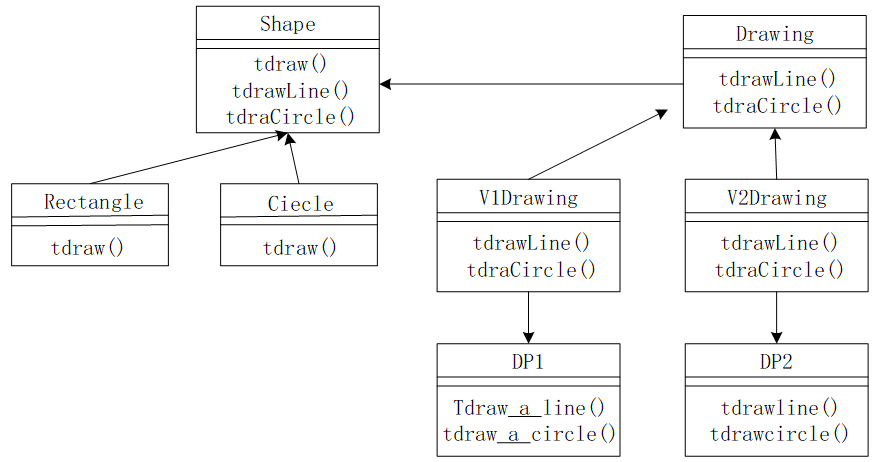 Shape
tdraw()
tdrawLine()
tdraCircle()
Drawing
tdrawLine()
tdraCircle()
Rectangle
tdraw()
Ciecle
tdraw()
V1Drawing
tdrawLine()
tdraCircle()
V2Drawing
tdrawLine()
tdraCircle()
DP1
Tdraw_a_line()
tdraw_a_circle()
DP2
tdrawline()
tdrawcircle()